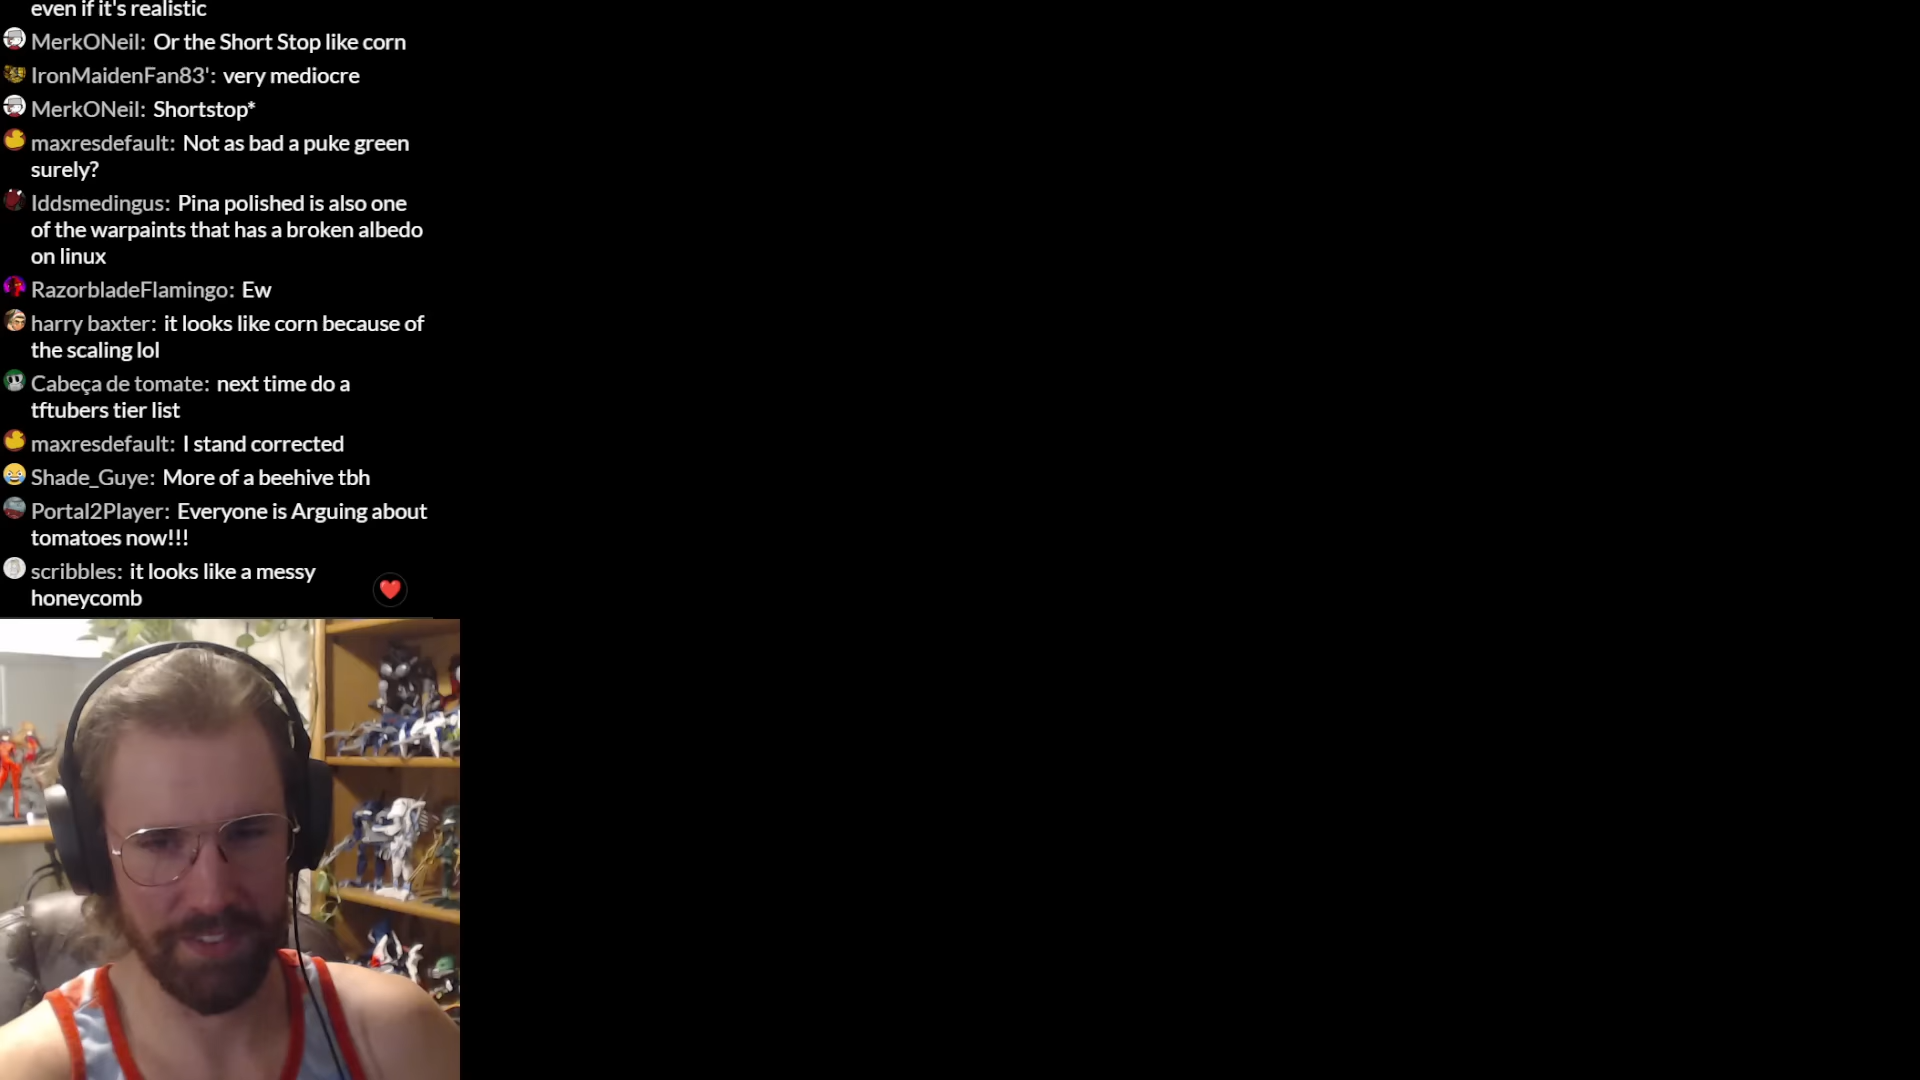 even if it's realistic
MerkONeil: Or the Short Stop like corn
IronMaidenFan83': very mediocre
MerkONeil: Shortstop*
maxresdefault: Not as bad a puke green
surely?
Iddsmedingus: Pina polished is also one
of the warpaints that has a broken albedo
on linux
RazorbladeFlamingo: Ew
harry baxter: it looks like corn because of
the scaling lol
Cabeça de tomate: next time do a
tftubers tier list
maxresdefault: I stand corrected
Shade_Guye: More of a beehive tbh
Portal2Player: Everyone is Arguing about
tomatoes now!!!
scribbles: it looks like a messy
honeycomb